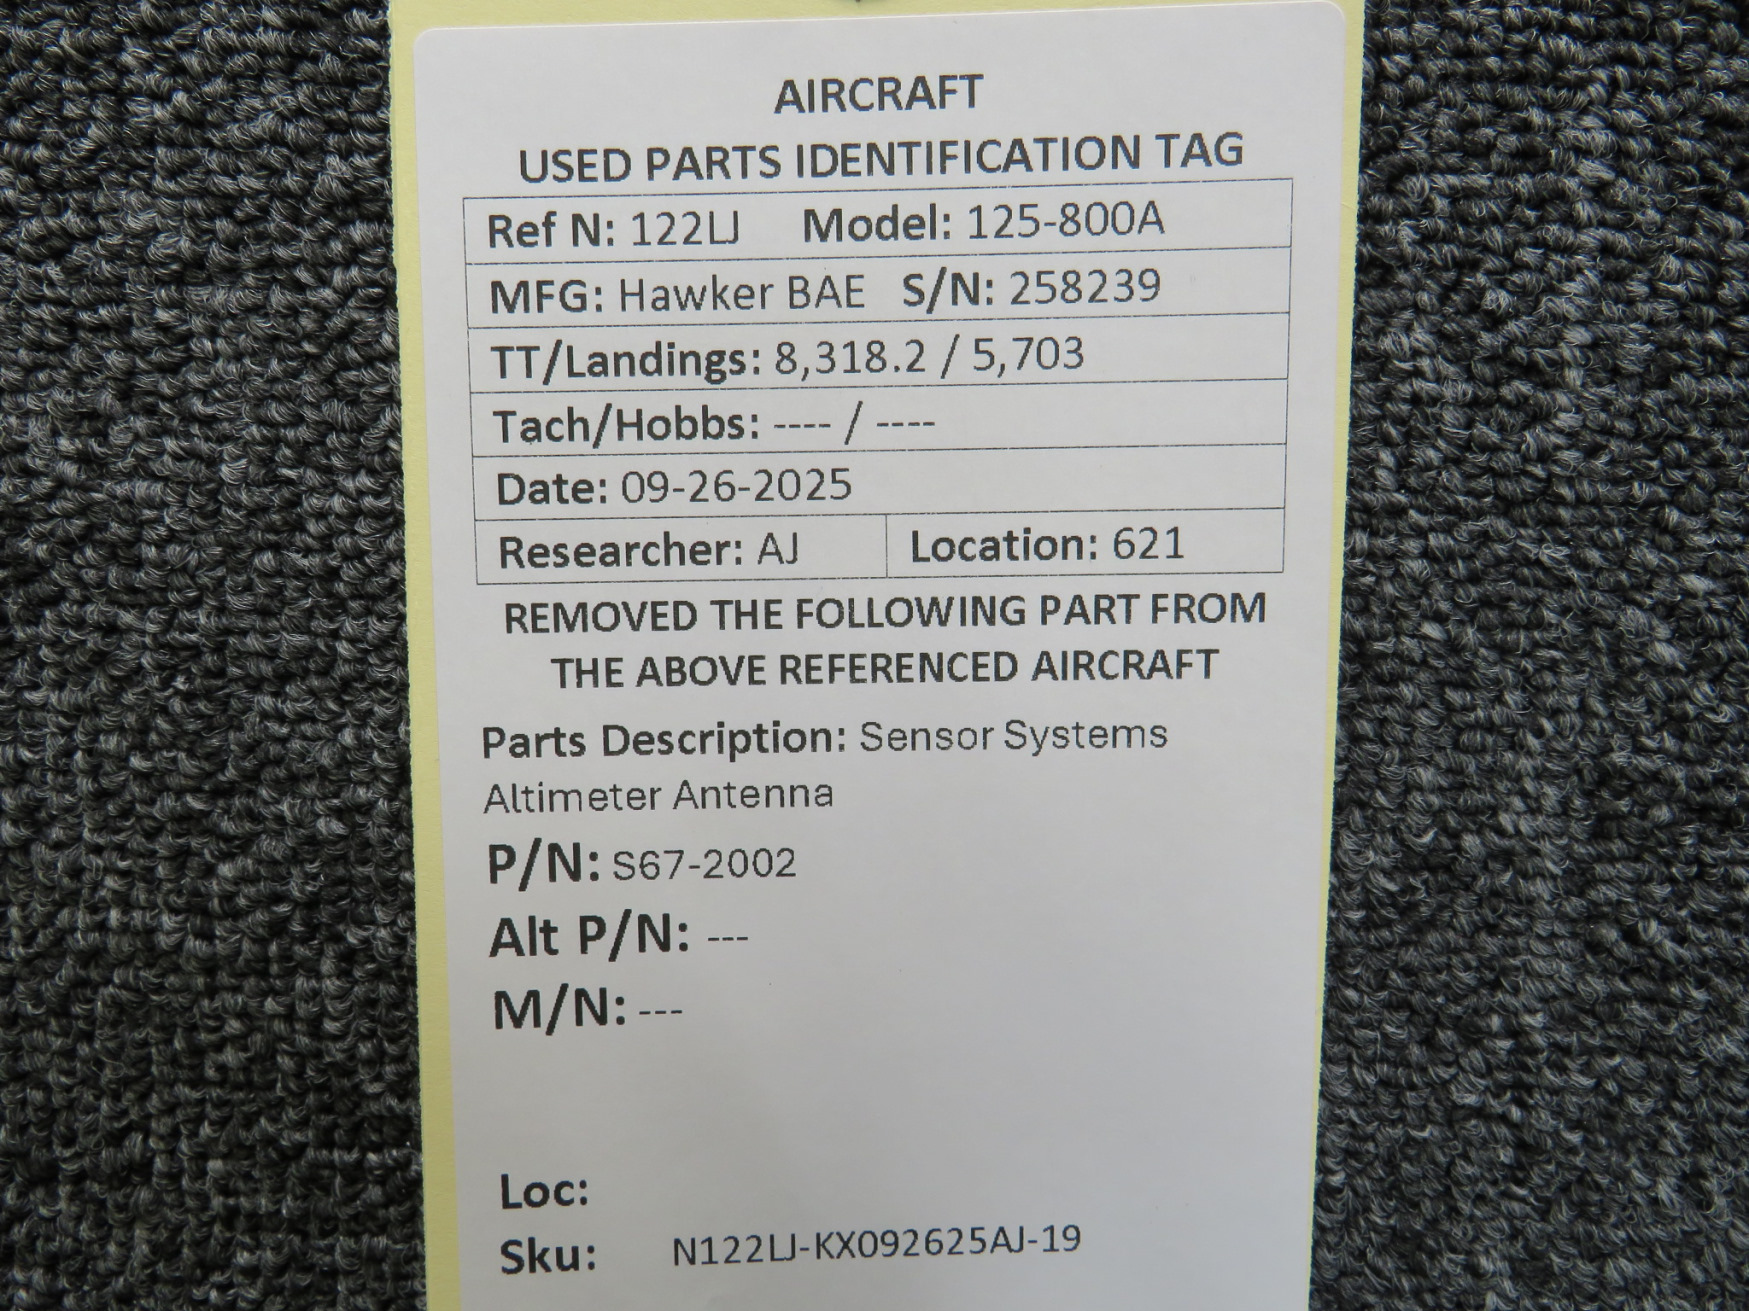 AIRCRAFT
USED PARTS IDENTIFICATION TAG
Ref N: 122LJ Model: 125-800A
MFG: Hawker BAE S/N: 258239
TT/Landings: 8,318.2 / 5,703
Tach/Hobbs: ---- / ----
Date: 09-26-2025
Researcher: AJ Location: 621
REMOVED THE FOLLOWING PART FROM
THE ABOVE REFERENCED AIRCRAFT
Parts Description: Sensor Systems
Altimeter Antenna
P/N: S67-2002
Alt P/N: ---
M/N: ---
Loc:
Sku: N122LJ-KX092625AJ-19